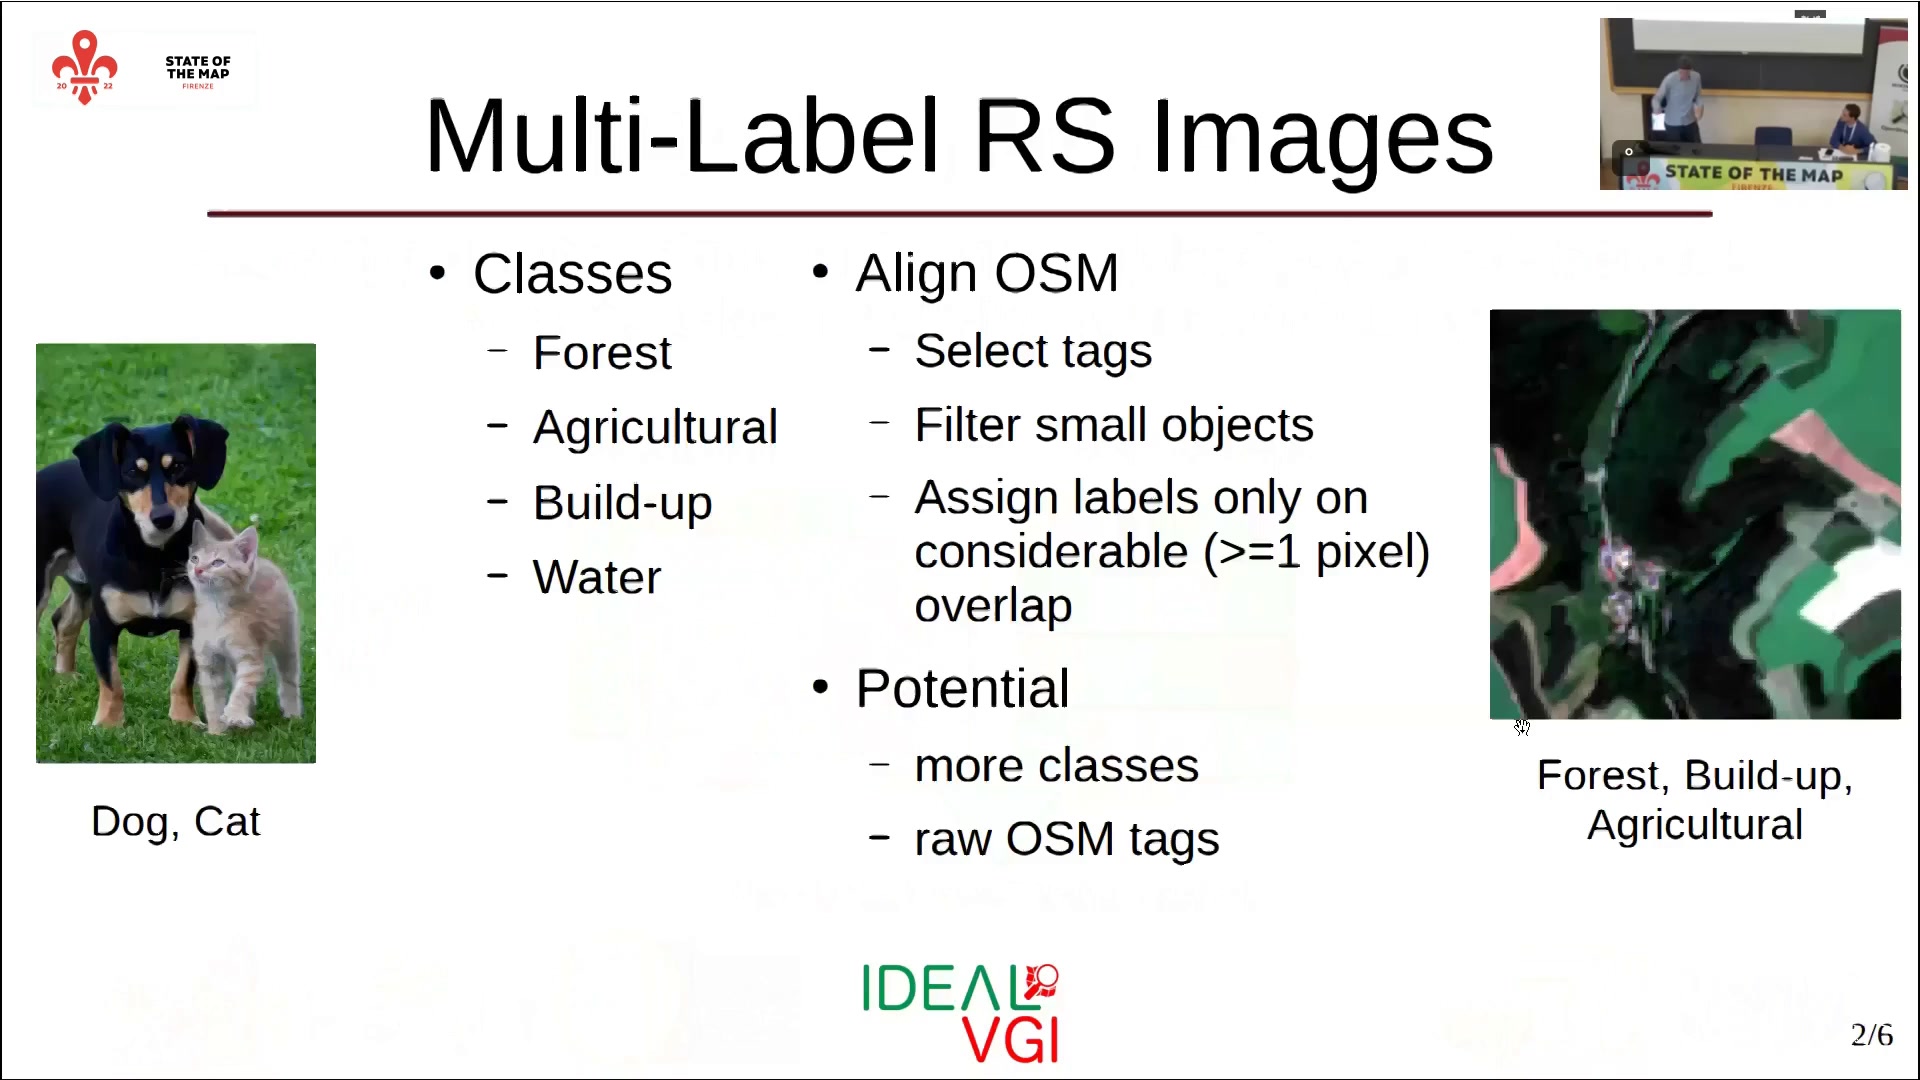 STATE OF
THE MAP
FIRENZE
20 22
Multi-Label RS Images
STATE OF THE MAP
FIRENZE
• Classes
– Forest
– Agricultural
– Build-up
– Water
• Align OSM
– Select tags
– Filter small objects
– Assign labels only on
considerable (>=1 pixel)
overlap
• Potential
– more classes
– raw OSM tags
Dog, Cat
Forest, Build-up,
Agricultural
IDEAL
VGI
2/6